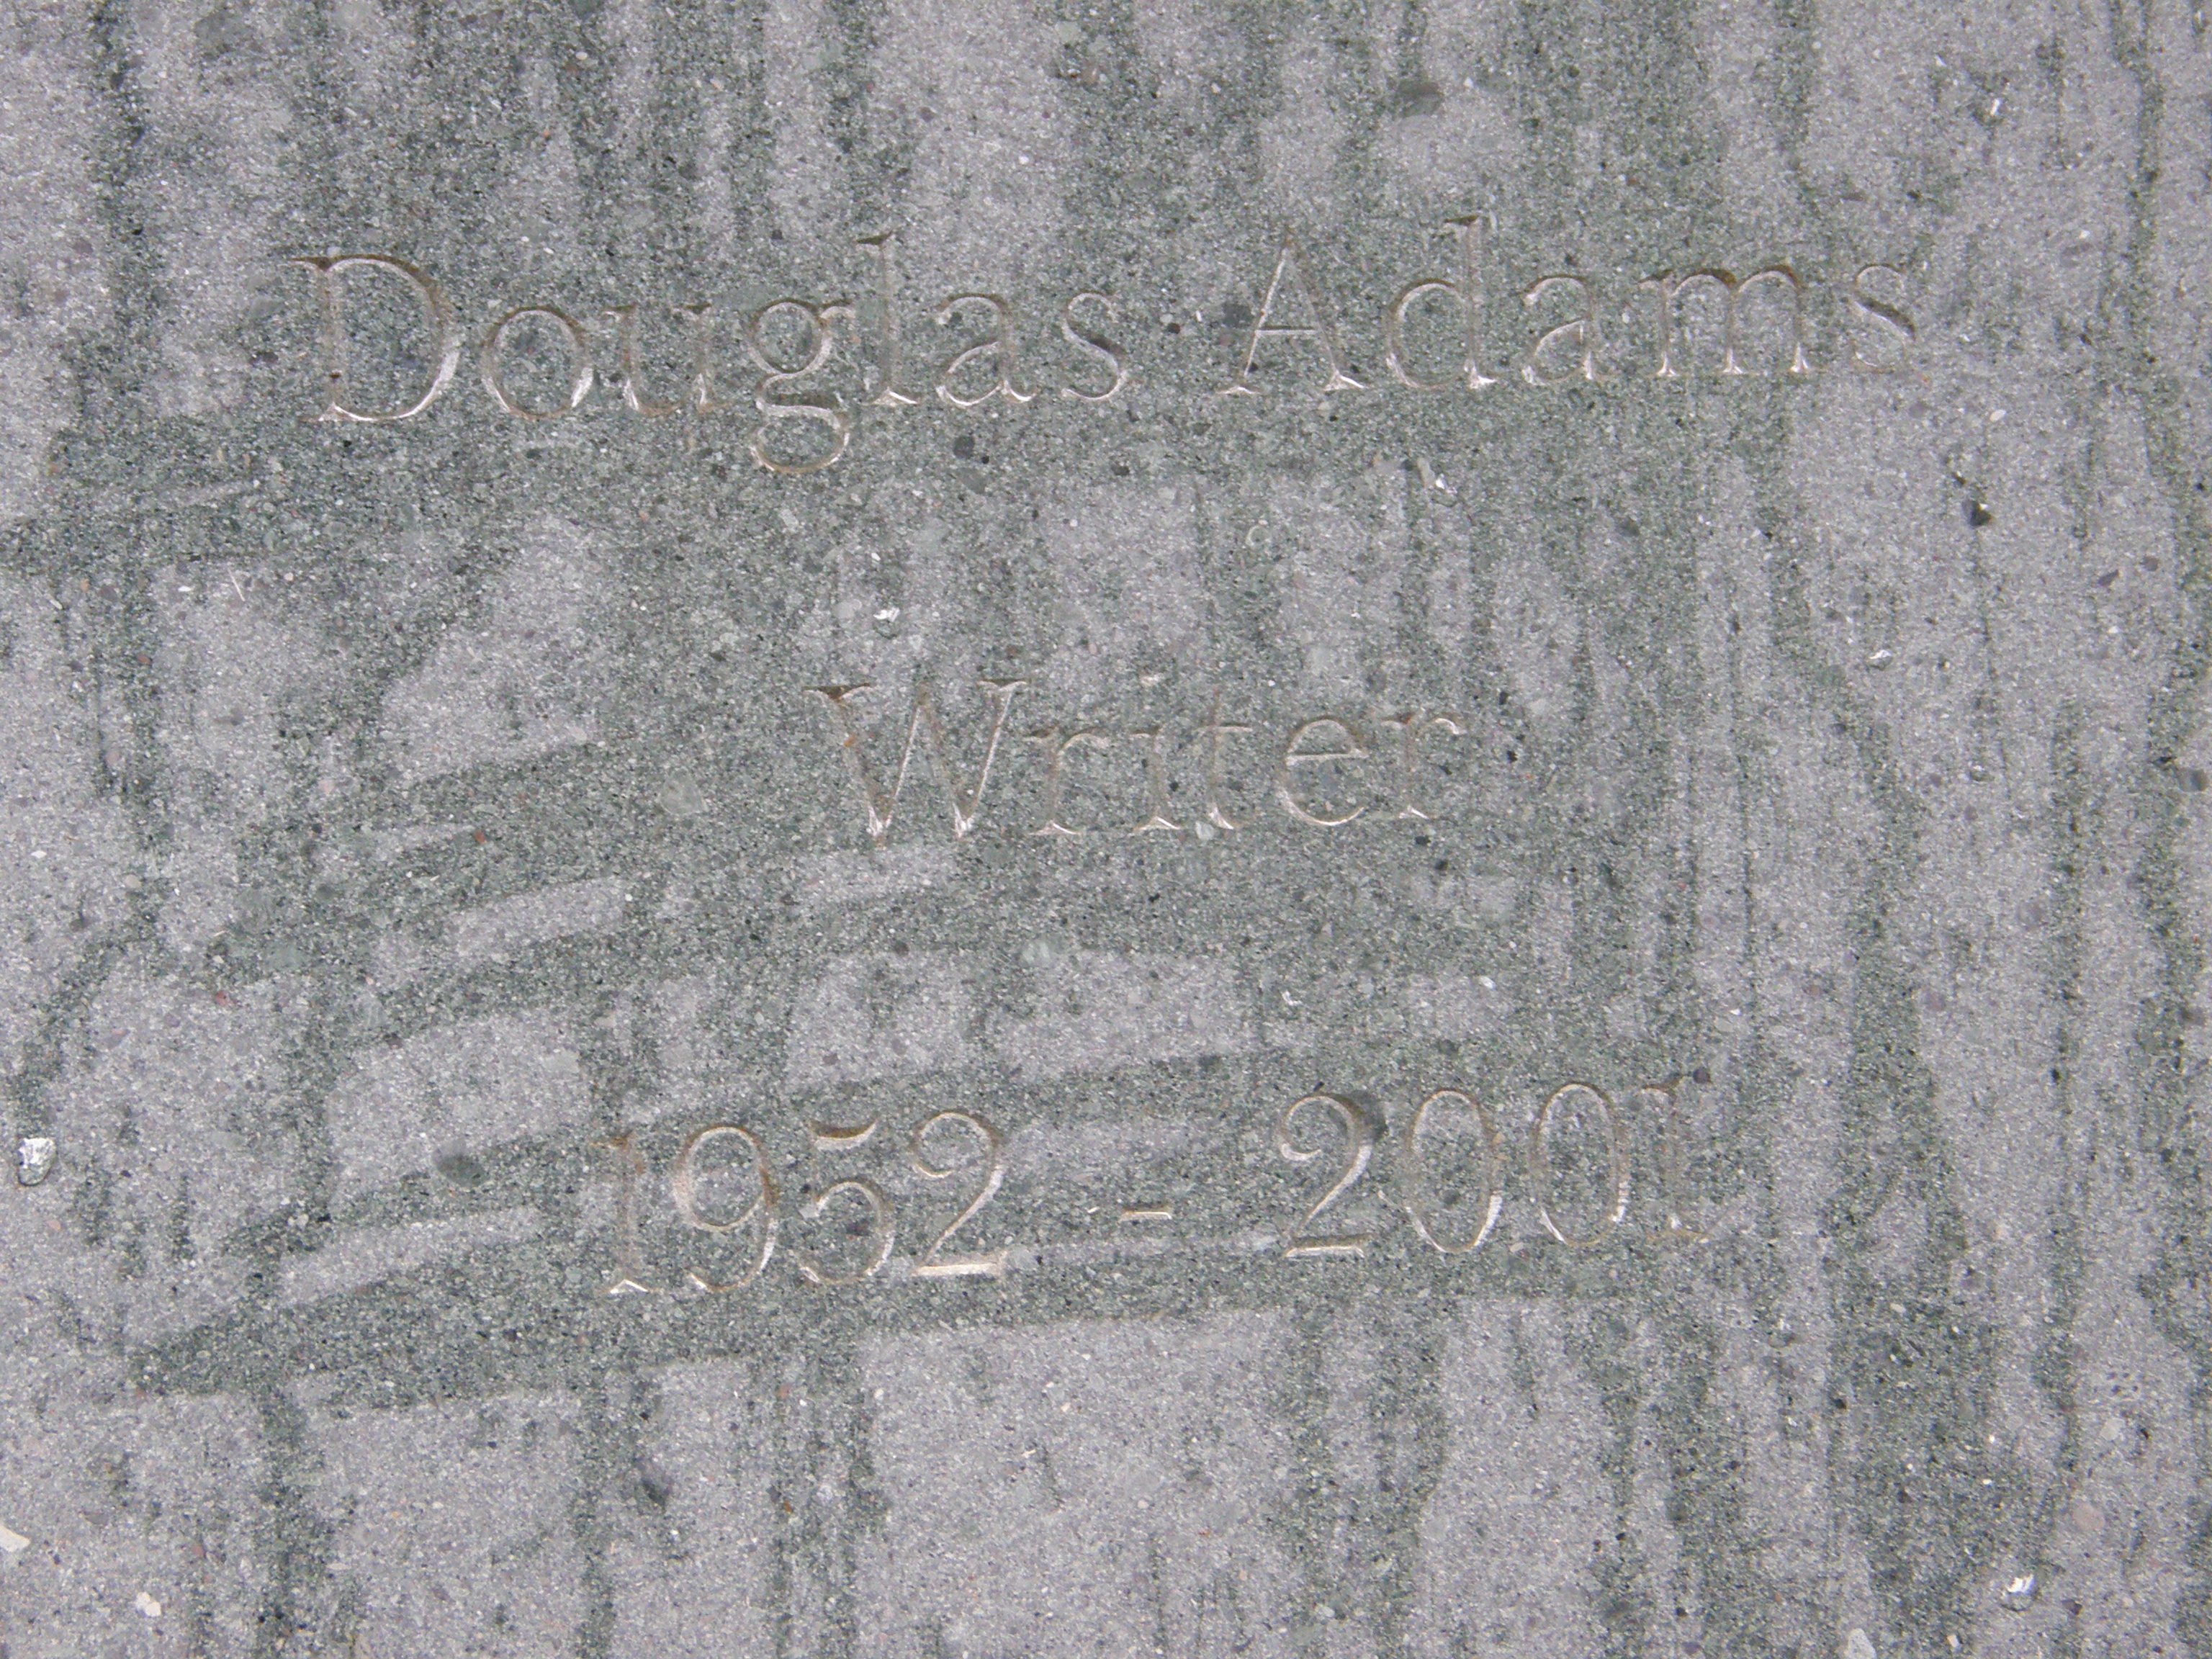 Douglas Adams
Writer
1952 - 2001